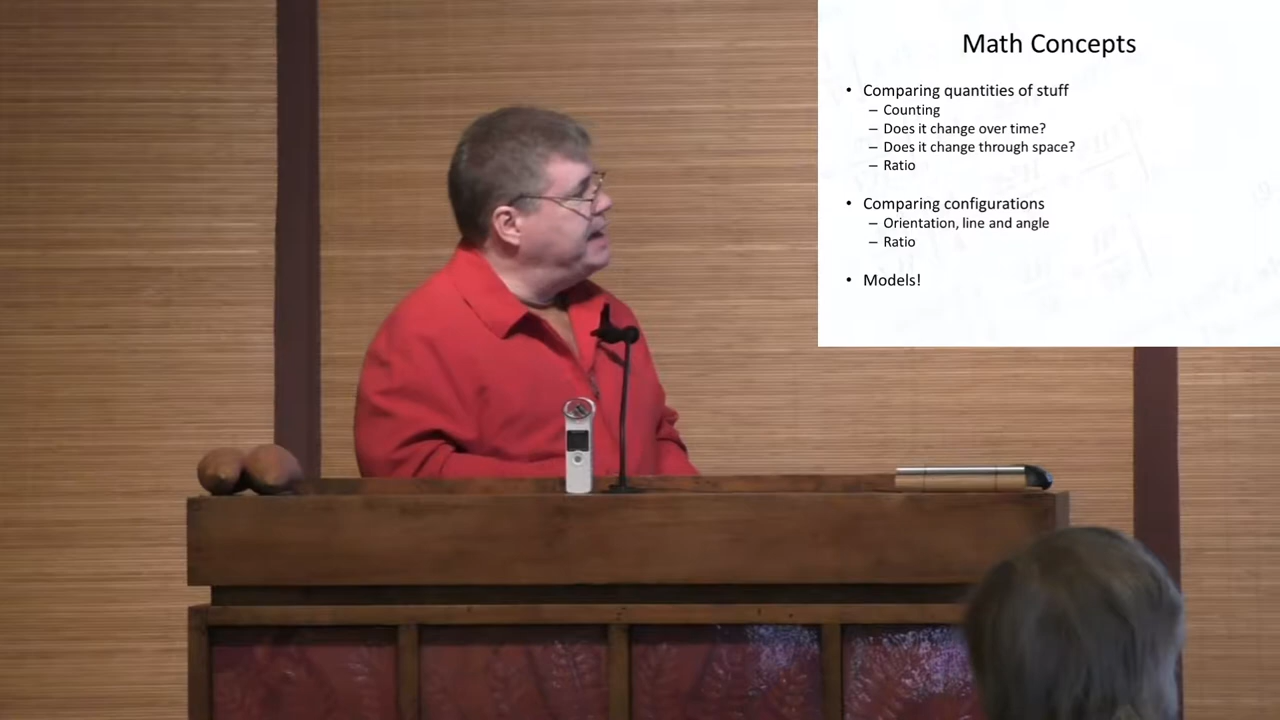 Math Concepts
• Comparing quantities of stuff
– Counting
– Does it change over time?
– Does it change through space?
– Ratio
• Comparing configurations
– Orientation, line and angle
– Ratio
• Models!